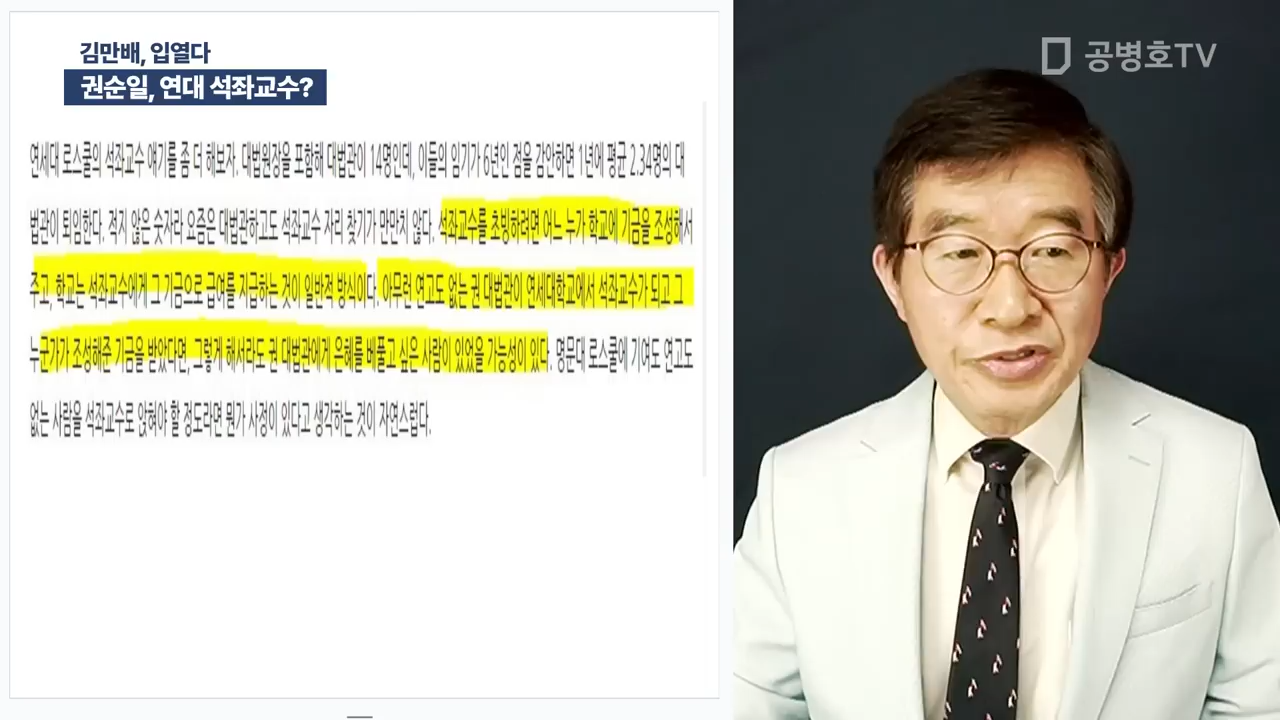 김만배, 입열다
권순일, 연대 석좌교수?
공병호TV
연세대 로스쿨의 석좌교수 얘기를 좀 더 해보자. 대법원장을 포함해 대법관이 14명인데, 이들의 임기가 6년인 점을 감안하면 1년에 평균 2.34명의 대
법관이 퇴임한다. 적지 않은 숫자라 요즘은 대법관하고도 석좌교수 자리 찾기가 만만치 않다. 석좌교수를 초빙하려면 어느 누가 학교에 기금을 조성해서
주고, 학교는 석좌교수에게 그 기금으로 급여를 지급하는 것이 일반적 방식이다. 아무런 연고도 없는 권 대법관이 연세대학교에서 석좌교수가 되고 그
누군가가 조성해준 기금을 받았다면, 그렇게 해서라도 권 대법관에게 은혜를 베풀고 싶은 사람이 있었을 가능성이 있다. 명문대 로스쿨에 기여도 연고도
없는 사람을 석좌교수로 앉혀야 할 정도라면 뭔가 사정이 있다고 생각하는 것이 자연스럽다.